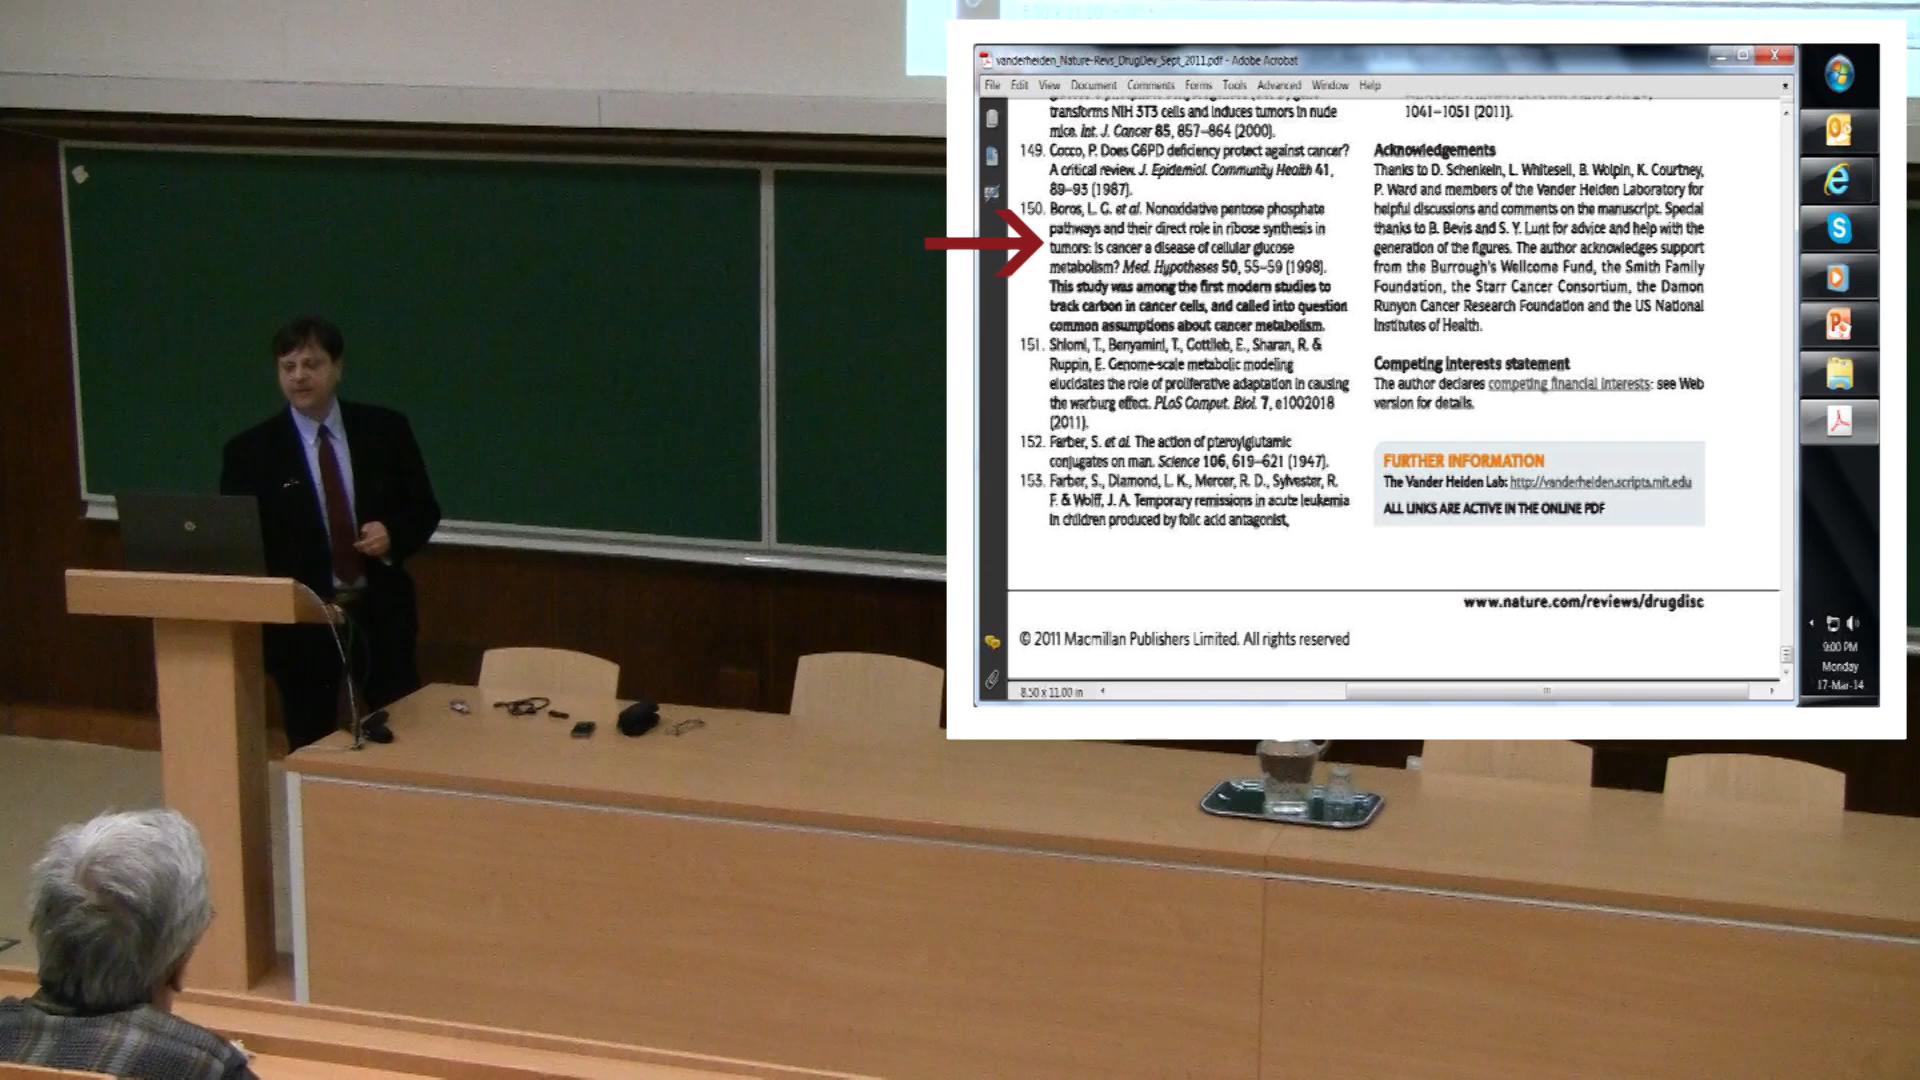 vanderheiden_Nature-Revs_DrugDev_Sept_2011.pdf - Adobe Acrobat
File Edit View Document Comments Forms Tools Advanced Window Help
transforms NIH 3T3 cells and induces tumors in nude
mice. Int. J. Cancer 85, 857–864 (2000).
149. Cocco, P. Does G6PD deficiency protect against cancer?
A critical review. J. Epidemiol. Community Health 41,
89–93 (1987).
150. Boros, L. G. et al. Nonoxidative pentose phosphate
pathways and their direct role in ribose synthesis in
tumors: is cancer a disease of cellular glucose
metabolism? Med. Hypotheses 50, 55–59 (1998).
This study was among the first modern studies to
track carbon in cancer cells, and called into question
common assumptions about cancer metabolism.
151. Shlomi, T., Benyamini, T., Gottlieb, E., Sharan, R. &
Ruppin, E. Genome-scale metabolic modeling
elucidates the role of proliferative adaptation in causing
the warburg effect. PLoS Comput. Biol. 7, e1002018
(2011).
152. Farber, S. et al. The action of pteroylglutamic
conjugates on man. Science 106, 619–621 (1947).
153. Farber, S., Diamond, L. K., Mercer, R. D., Sylvester, R.
F. & Wolff, J. A. Temporary remissions in acute leukemia
in children produced by folic acid antagonist,
1041–1051 (2011).
Acknowledgements
Thanks to D. Schenkein, L. Whitesell, B. Wolpin, K. Courtney,
P. Ward and members of the Vander Heiden Laboratory for
helpful discussions and comments on the manuscript. Special
thanks to B. Bevis and S. Y. Lunt for advice and help with the
generation of the figures. The author acknowledges support
from the Burrough's Wellcome Fund, the Smith Family
Foundation, the Starr Cancer Consortium, the Damon
Runyon Cancer Research Foundation and the US National
Institutes of Health.
Competing interests statement
The author declares competing financial interests: see Web
version for details.
FURTHER INFORMATION
The Vander Heiden Lab: http://vanderheiden.scripts.mit.edu
ALL LINKS ARE ACTIVE IN THE ONLINE PDF
www.nature.com/reviews/drugdisc
© 2011 Macmillan Publishers Limited. All rights reserved
8.50 x 11.00 in
9:00 PM
Monday
17-Mar-14